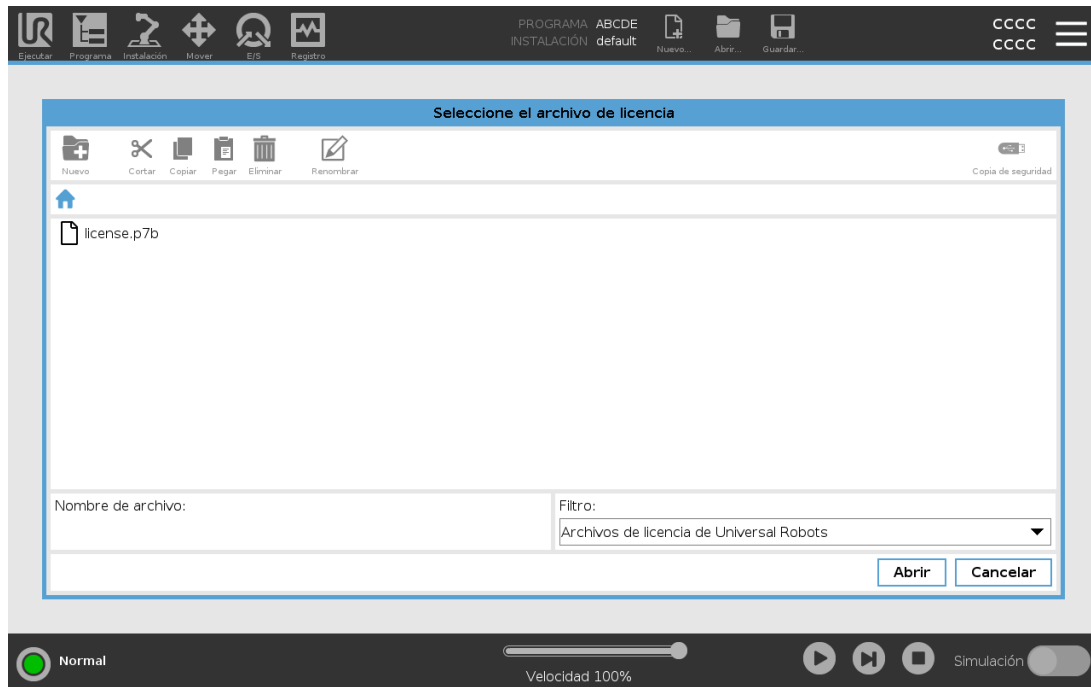 PROGRAMA ABCDE
INSTALACIÓN default
CCCC
CCCC
Ejecutar Programa Instalación Mover E/S Registro Nuevo... Abrir... Guardar...
Seleccione el archivo de licencia
Nuevo Cortar Copiar Pegar Eliminar Renombrar Copia de seguridad
license.p7b
Nombre de archivo: Filtro:
Archivos de licencia de Universal Robots
Abrir Cancelar
Normal Simulación
Velocidad 100%